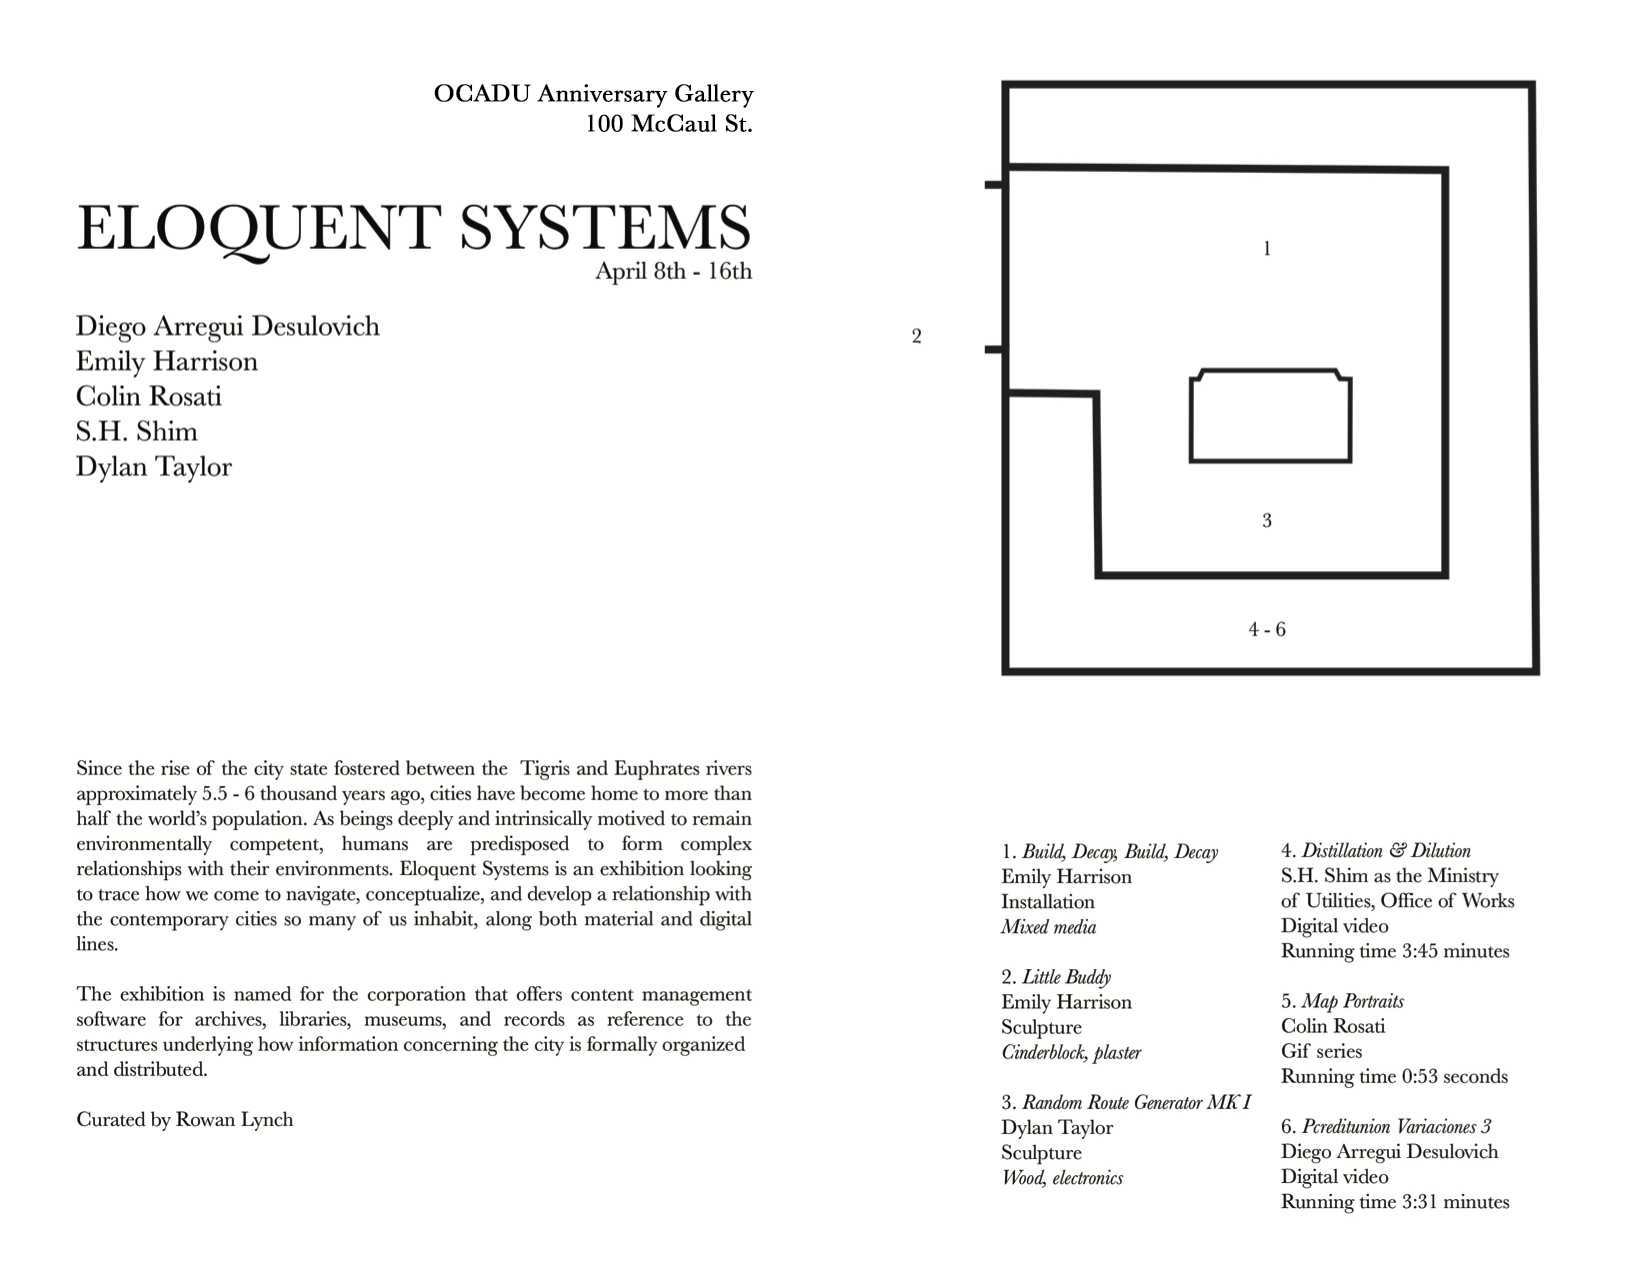 OCADU Anniversary Gallery
100 McCaul St.
ELOQUENT SYSTEMS
April 8th - 16th
Diego Arregui Desulovich
Emily Harrison
Colin Rosati
S.H. Shim
Dylan Taylor
Since the rise of the city state fostered between the Tigris and Euphrates rivers
approximately 5.5 - 6 thousand years ago, cities have become home to more than
half the world's population. As beings deeply and intrinsically motived to remain
environmentally competent, humans are predisposed to form complex
relationships with their environments. Eloquent Systems is an exhibition looking
to trace how we come to navigate, conceptualize, and develop a relationship with
the contemporary cities so many of us inhabit, along both material and digital
lines.
The exhibition is named for the corporation that offers content management
software for archives, libraries, museums, and records as reference to the
structures underlying how information concerning the city is formally organized
and distributed.
Curated by Rowan Lynch
1
2
3
4 - 6
1. Build, Decay, Build, Decay
Emily Harrison
Installation
Mixed media
2. Little Buddy
Emily Harrison
Sculpture
Cinderblock, plaster
3. Random Route Generator MK I
Dylan Taylor
Sculpture
Wood, electronics
4. Distillation & Dilution
S.H. Shim as the Ministry
of Utilities, Office of Works
Digital video
Running time 3:45 minutes
5. Map Portraits
Colin Rosati
Gif series
Running time 0:53 seconds
6. Pcreditunion Variaciones 3
Diego Arregui Desulovich
Digital video
Running time 3:31 minutes